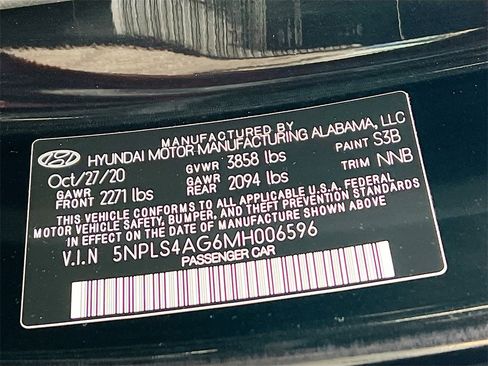 MANUFACTURED BY
HYUNDAI MOTOR MANUFACTURING ALABAMA, LLC
Oct/27/20 GVWR 3858 lbs PAINT S3B
GAWR FRONT 2271 lbs GAWR REAR 2094 lbs TRIM NNB
THIS VEHICLE CONFORMS TO ALL APPLICABLE U.S.A. FEDERAL
MOTOR VEHICLE SAFETY, BUMPER, AND THEFT PREVENTION STANDARDS
IN EFFECT ON THE DATE OF MANUFACTURE SHOWN ABOVE
V.I.N 5NPLS4AG6MH006596
PASSENGER CAR